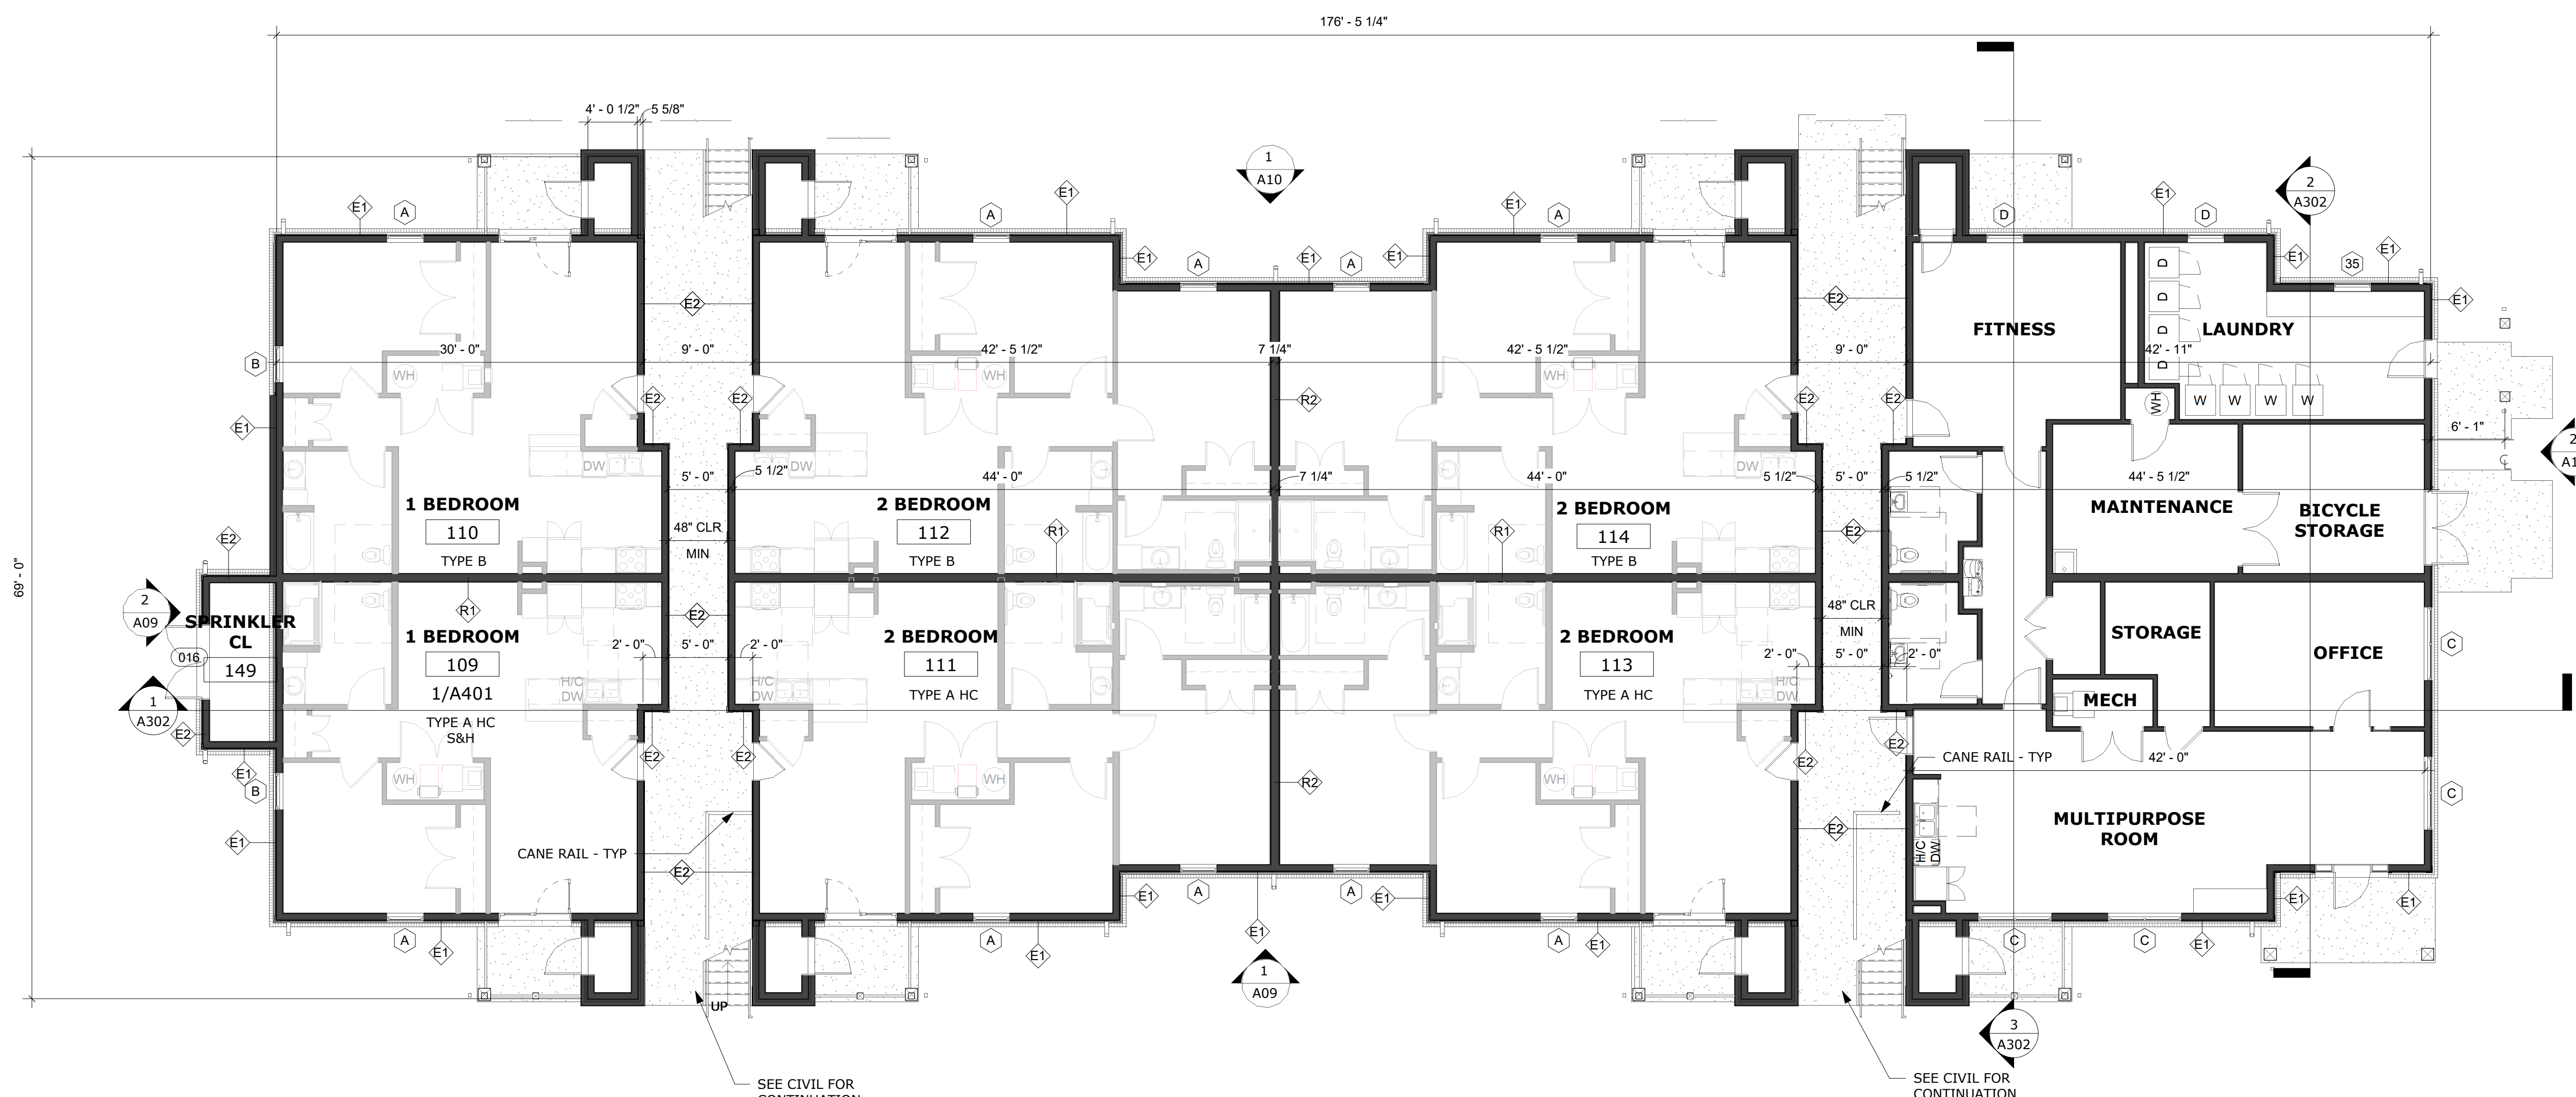 176' - 5 1/4"
4' - 0 1/2"
5 5/8"
1
A10
2
A302
E1
A
A
E1
E1
A
E1
D
E1
D
E1
A
E1
A
E1
E1
35
E1
E2
E2
E1
D
D
D
D
FITNESS
LAUNDRY
30' - 0"
9' - 0"
42' - 5 1/2"
7 1/4"
42' - 5 1/2"
9' - 0"
42' - 11"
B
WH
WH
WH
E2
E2
R2
E2
E2
WH
W
W
W
W
E1
6' - 1"
DW
DW
DW
5' - 0"
5 1/2"
44' - 0"
7 1/4"
44' - 0"
5 1/2"
5' - 0"
5 1/2"
44' - 5 1/2"
1 BEDROOM
110
TYPE B
2 BEDROOM
112
TYPE B
2 BEDROOM
114
TYPE B
MAINTENANCE
BICYCLE
STORAGE
48" CLR
MIN
R1
R1
E2
E2
69' - 0"
2
A09
SPRINKLER
CL
149
016
R1
E2
48" CLR
MIN
1 BEDROOM
109
1/A401
TYPE A HC
S&H
2 BEDROOM
111
TYPE A HC
2 BEDROOM
113
TYPE A HC
STORAGE
OFFICE
C
2' - 0"
5' - 0"
2' - 0"
2' - 0"
5' - 0"
2' - 0"
H/C
DW
H/C
DW
H/C
DW
MECH
1
A302
E2
E1
B
E2
E2
E2
E2
R2
WH
WH
WH
CANE RAIL - TYP
42' - 0"
C
E1
CANE RAIL - TYP
E2
E2
MULTIPURPOSE
ROOM
H/C
DW
A
E1
A
E1
E1
A
E1
A
E1
A
E1
C
C
E1
E1
E1
1
A09
UP
3
A302
SEE CIVIL FOR
CONTINUATION
SEE CIVIL FOR
CONTINUATION